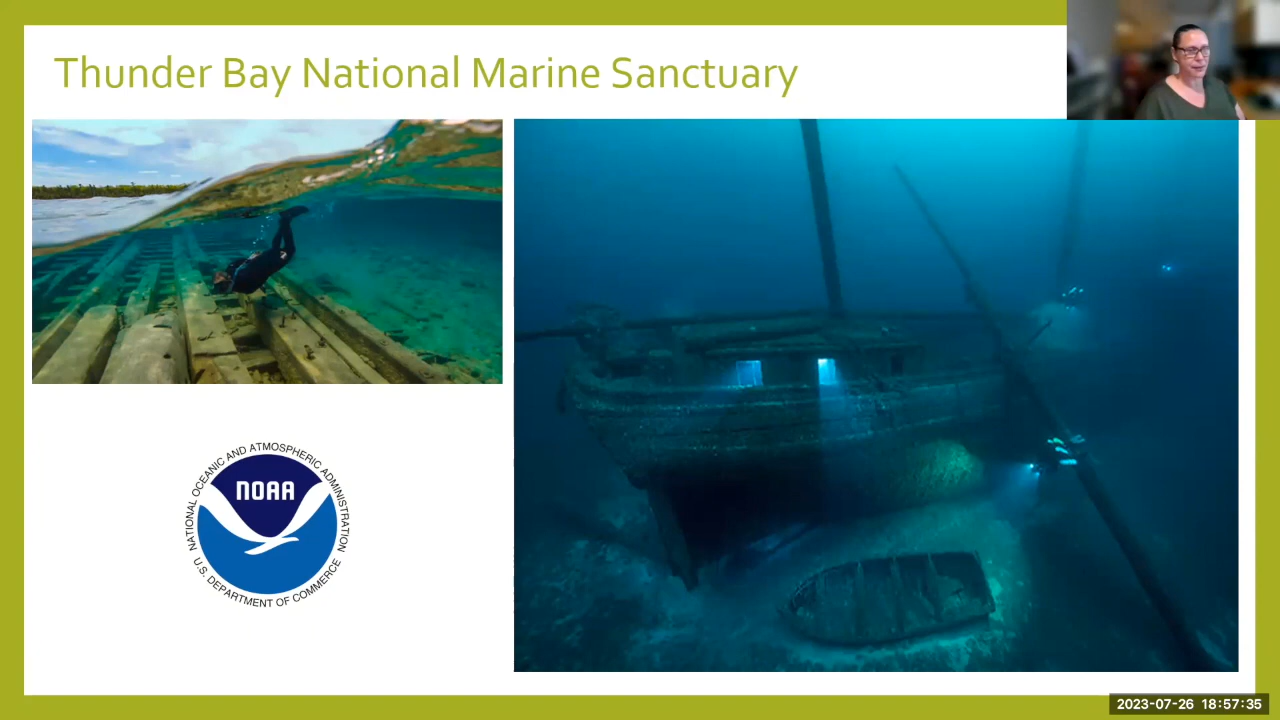 Thunder Bay National Marine Sanctuary
NATIONAL OCEANIC AND ATMOSPHERIC ADMINISTRATION
NOAA
U.S. DEPARTMENT OF COMMERCE
2023-07-26 18:57:35